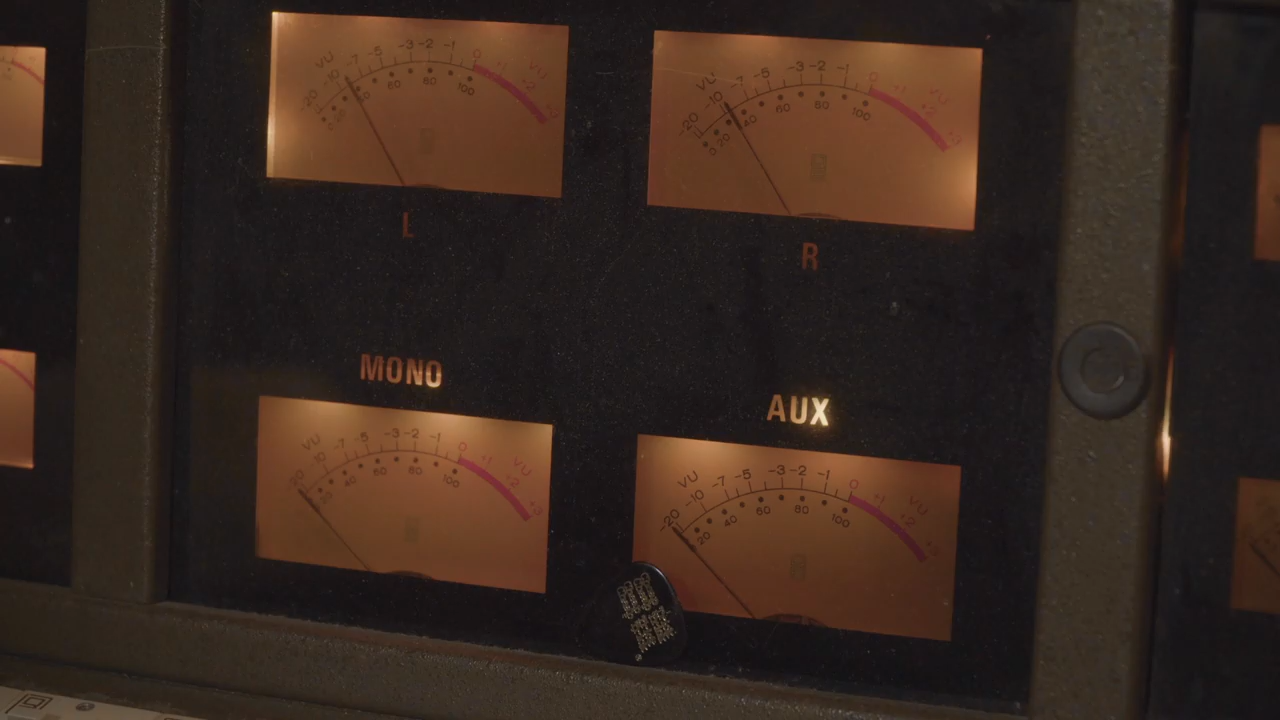 VU -20 -10 -7 -5 -3 -2 -1 0 +1 +2 +3 VU
0 20 40 60 80 100
L
VU -20 -10 -7 -5 -3 -2 -1 0 +1 +2 +3 VU
0 20 40 60 80 100
R
MONO
VU 20 10 -7 -5 -3 -2 -1 0 +1 +2 +3 VU
20 40 60 80 100
AUX
VU -20 -10 -7 -5 -3 -2 -1 0 +1 +2 +3 VU
20 40 60 80 100